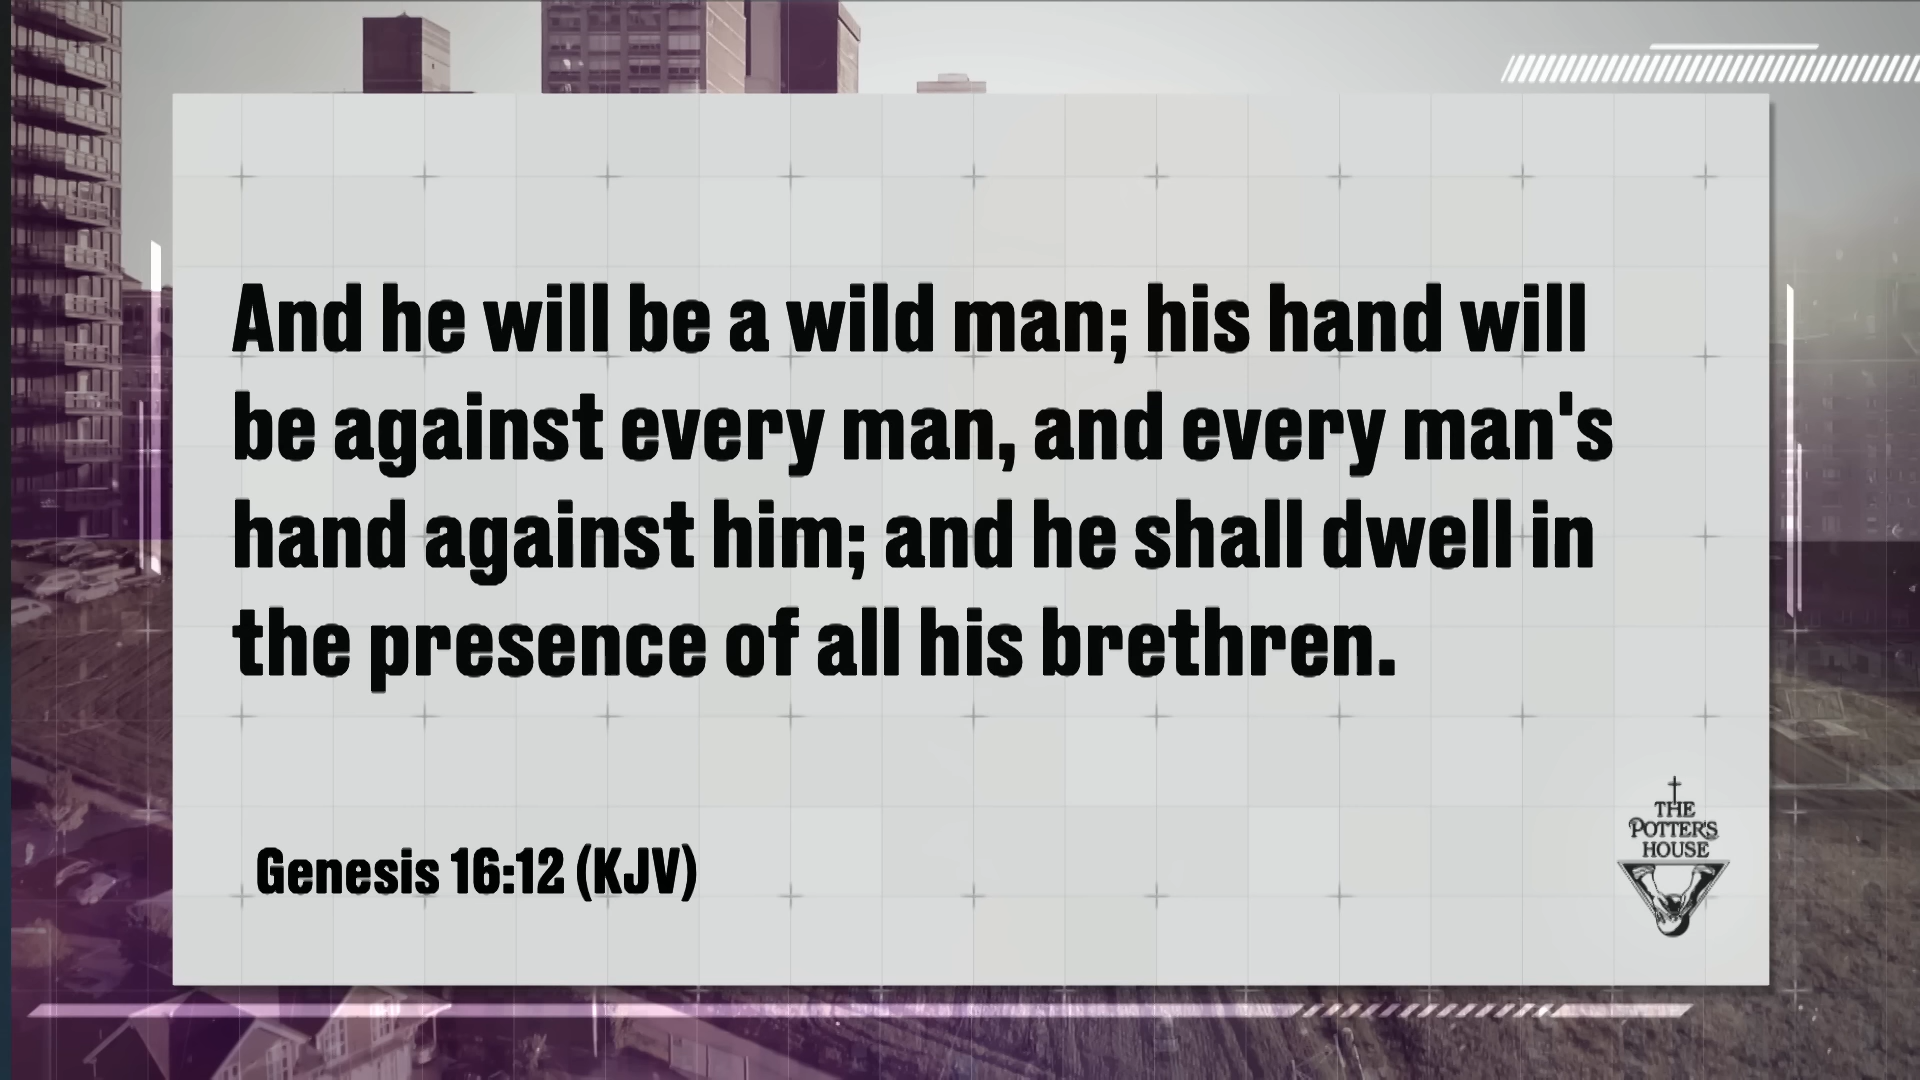 And he will be a wild man; his hand will
be against every man, and every man's
hand against him; and he shall dwell in
the presence of all his brethren.
Genesis 16:12 (KJV)
THE
POTTER'S
HOUSE